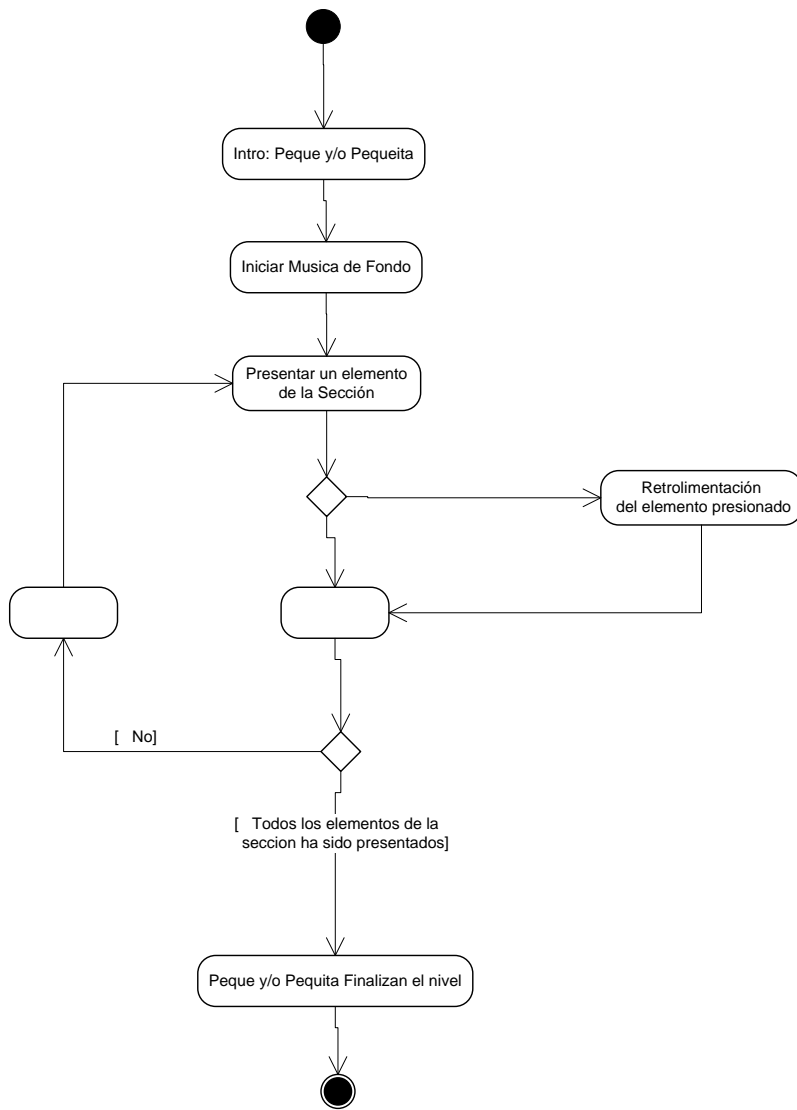 Intro: Peque y/o Pequeita
Iniciar Musica de Fondo
Presentar un elemento
de la Sección
Retrolimentación
del elemento presionado
[   No]
[   Todos los elementos de la
seccion ha sido presentados]
Peque y/o Pequita Finalizan el nivel